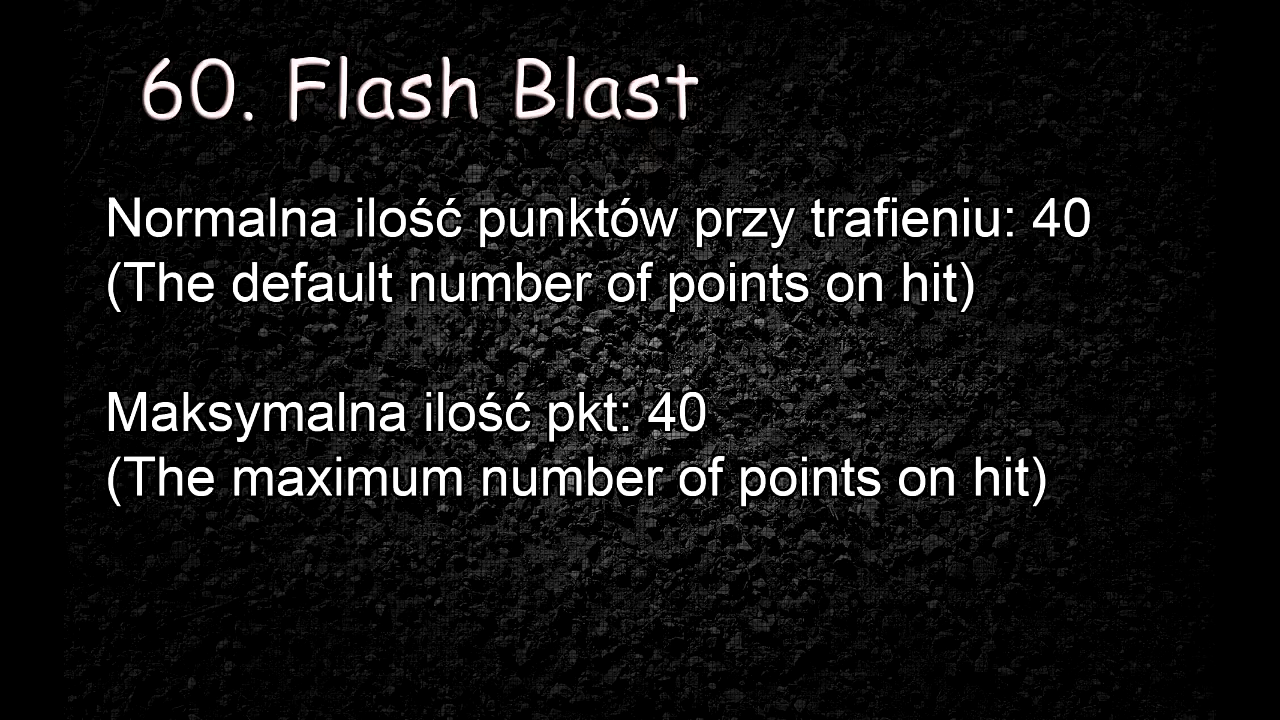 60. Flash Blast
Normalna ilość punktów przy trafieniu: 40
(The default number of points on hit)
Maksymalna ilość pkt: 40
(The maximum number of points on hit)